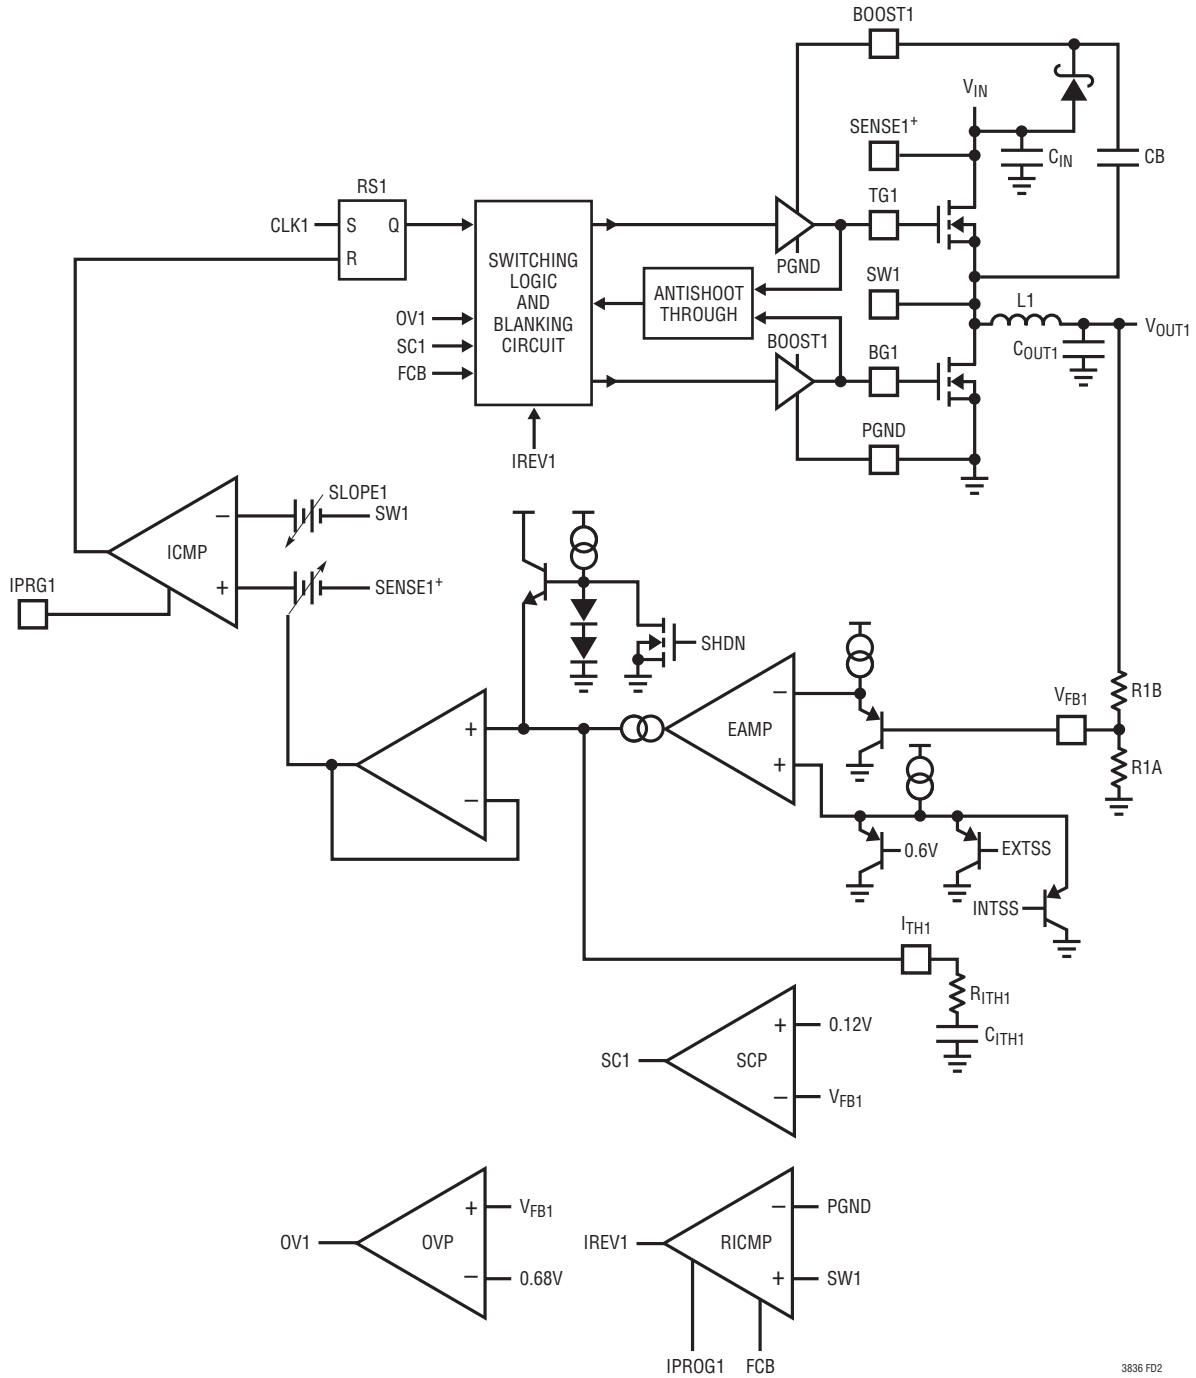 BOOST1
VIN
SENSE1+
CIN
CB
RS1
TG1
CLK1
S
Q
R
PGND
SWITCHING
LOGIC
AND
BLANKING
CIRCUIT
ANTISHOOT
THROUGH
SW1
L1
VOUT1
COUT1
OV1
SC1
FCB
BOOST1
BG1
PGND
IREV1
SLOPE1
−
SW1
ICMP
IPRG1
+
SENSE1+
SHDN
−
EAMP
+
VFB1
R1B
R1A
+
−
0.6V
EXTSS
INTSS
ITH1
RITH1
CITH1
+
0.12V
SC1
SCP
−
VFB1
+
VFB1
OV1
OVP
−
0.68V
−
PGND
IREV1
RICMP
+
SW1
IPROG1
FCB
3836 FD2